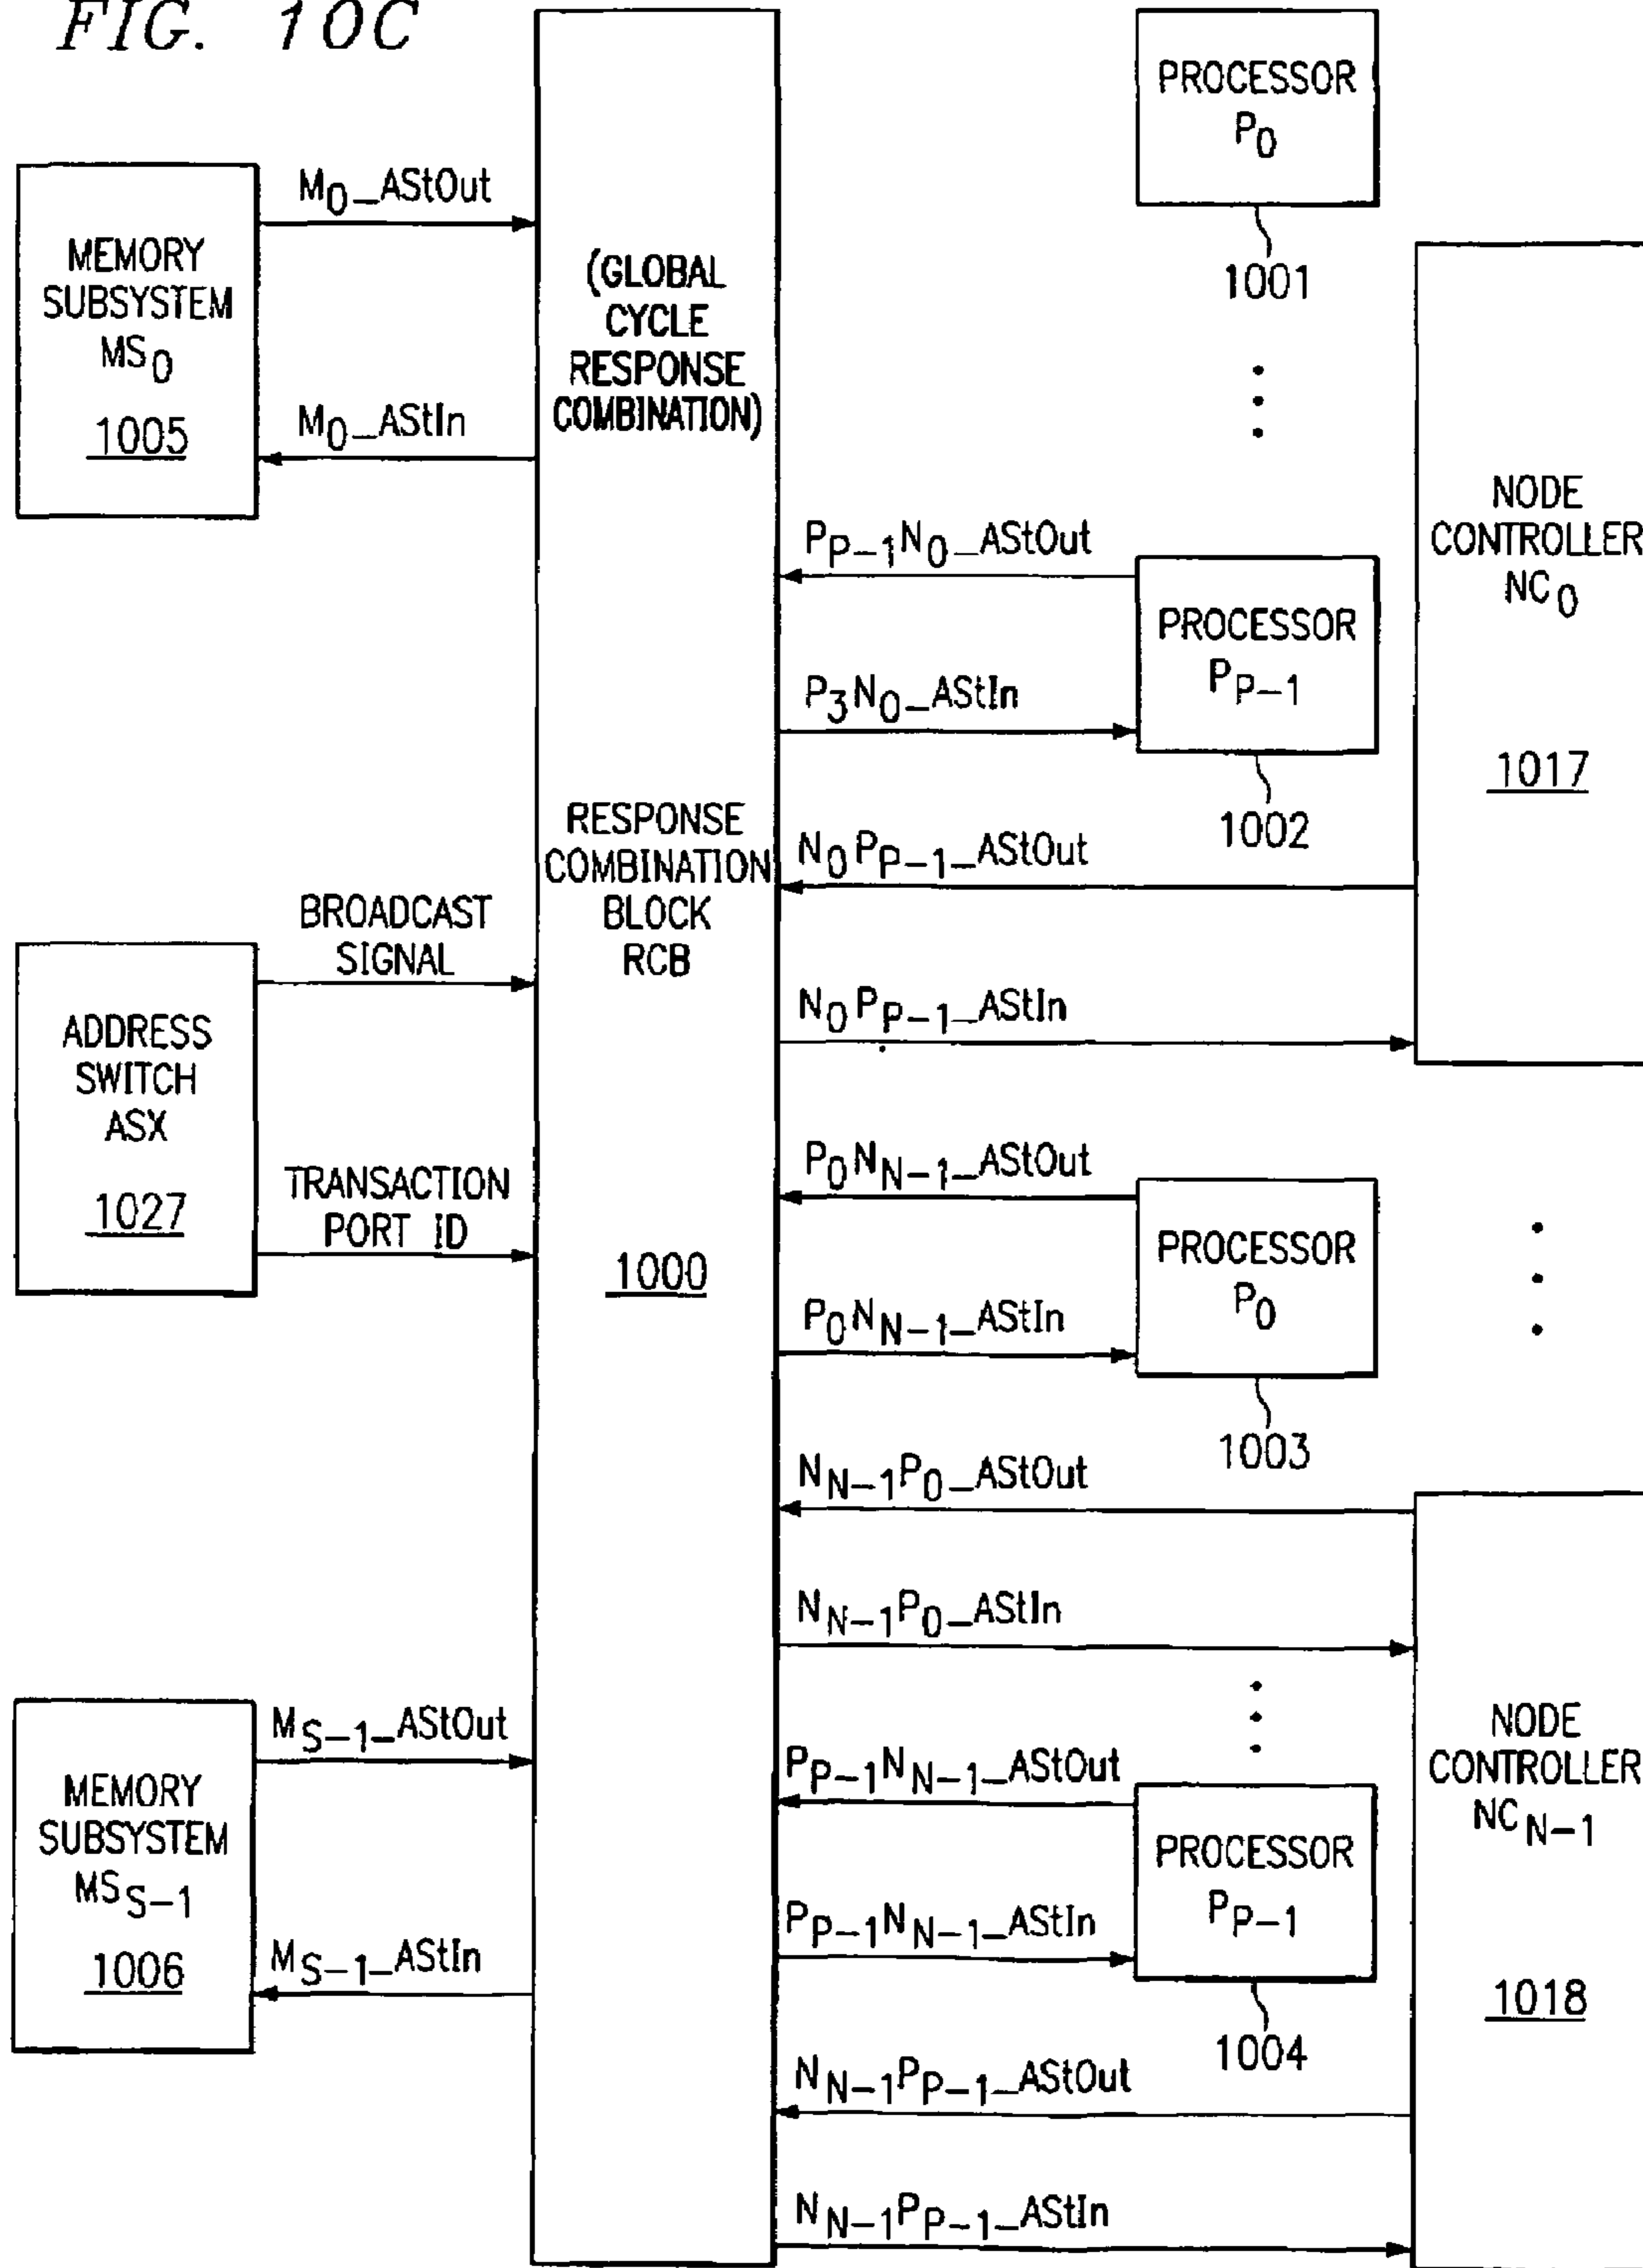 FIG. 10C
MEMORY
SUBSYSTEM
MS0
1005
M0_AStOut
M0_AStIn
ADDRESS
SWITCH
ASX
1027
BROADCAST
SIGNAL
TRANSACTION
PORT ID
MEMORY
SUBSYSTEM
MSS-1
1006
MS-1_AStOut
MS-1_AStIn
(GLOBAL
CYCLE
RESPONSE
COMBINATION)
RESPONSE
COMBINATION
BLOCK
RCB
1000
PROCESSOR
P0
1001
PP-1N0_AStOut
P3N0_AStIn
PROCESSOR
PP-1
1002
N0PP-1_AStOut
N0PP-1_AStIn
NODE
CONTROLLER
NC0
1017
P0NN-1_AStOut
P0NN-1_AStIn
PROCESSOR
P0
1003
NN-1P0_AStOut
NN-1P0_AStIn
PP-1NN-1_AStOut
PP-1NN-1_AStIn
PROCESSOR
PP-1
1004
NN-1PP-1_AStOut
NN-1PP-1_AStIn
NODE
CONTROLLER
NCN-1
1018